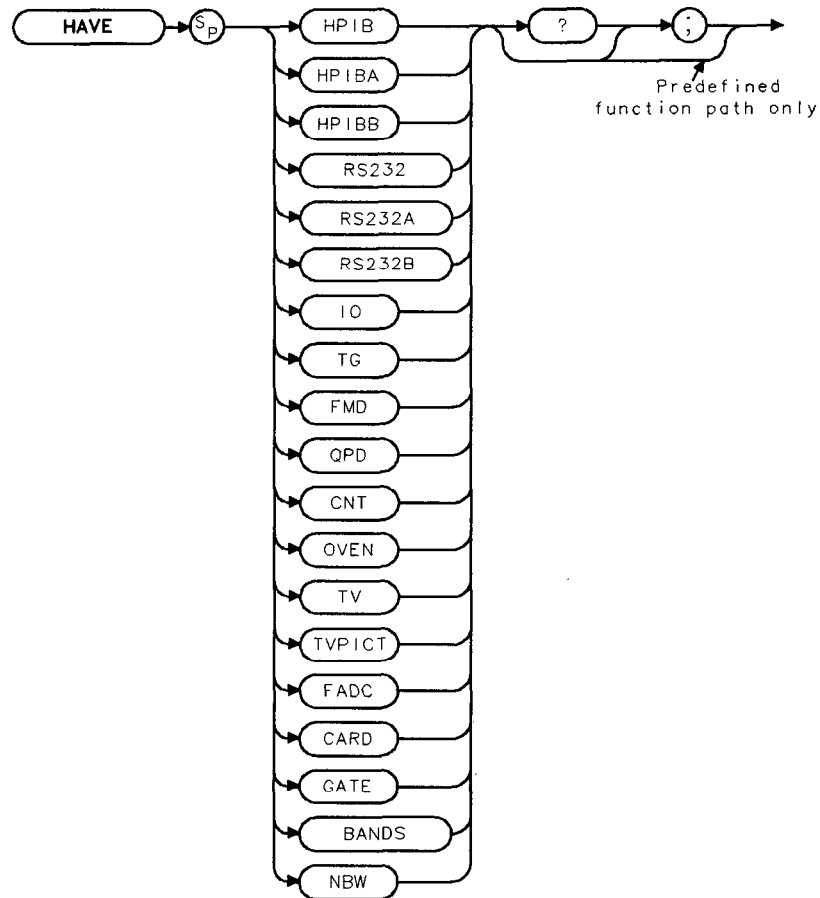 HAVE SP HPIB ? ;
HPIBA
Predefined
function path only
HPIBB
RS232
RS232A
RS232B
IO
TG
FMD
QPD
CNT
OVEN
TV
TVPICT
FADC
CARD
GATE
BANDS
NBW